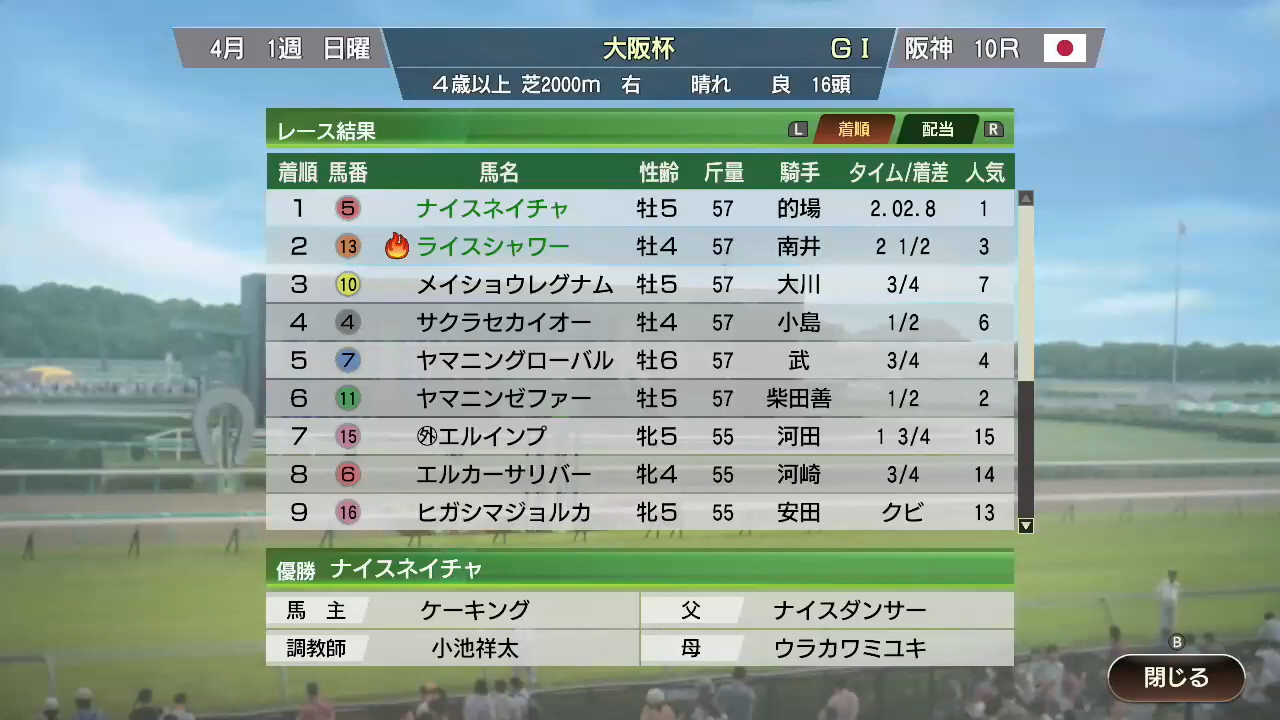 4月 1週 日曜 大阪杯 GⅠ 阪神 10R
4歳以上 芝2000m 右 晴れ 良 16頭
レース結果 L 着順 配当 R
着順 馬番 馬名 性齢 斤量 騎手 タイム/着差 人気
1 5 ナイスネイチャ 牡5 57 的場 2.02.8 1
2 13 ライスシャワー 牡4 57 南井 2 1/2 3
3 10 メイショウレグナム 牡5 57 大川 3/4 7
4 4 サクラセカイオー 牡4 57 小島 1/2 6
5 7 ヤマニングローバル 牡6 57 武 3/4 4
6 11 ヤマニンゼファー 牡5 57 柴田善 1/2 2
7 15 ㊕エルインプ 牝5 55 河田 1 3/4 15
8 6 エルカーサリバー 牝4 55 河崎 3/4 14
9 16 ヒガシマジョルカ 牝5 55 安田 クビ 13
優勝 ナイスネイチャ
馬 主 ケーキング 父 ナイスダンサー
調教師 小池祥太 母 ウラカワミユキ
B
閉じる